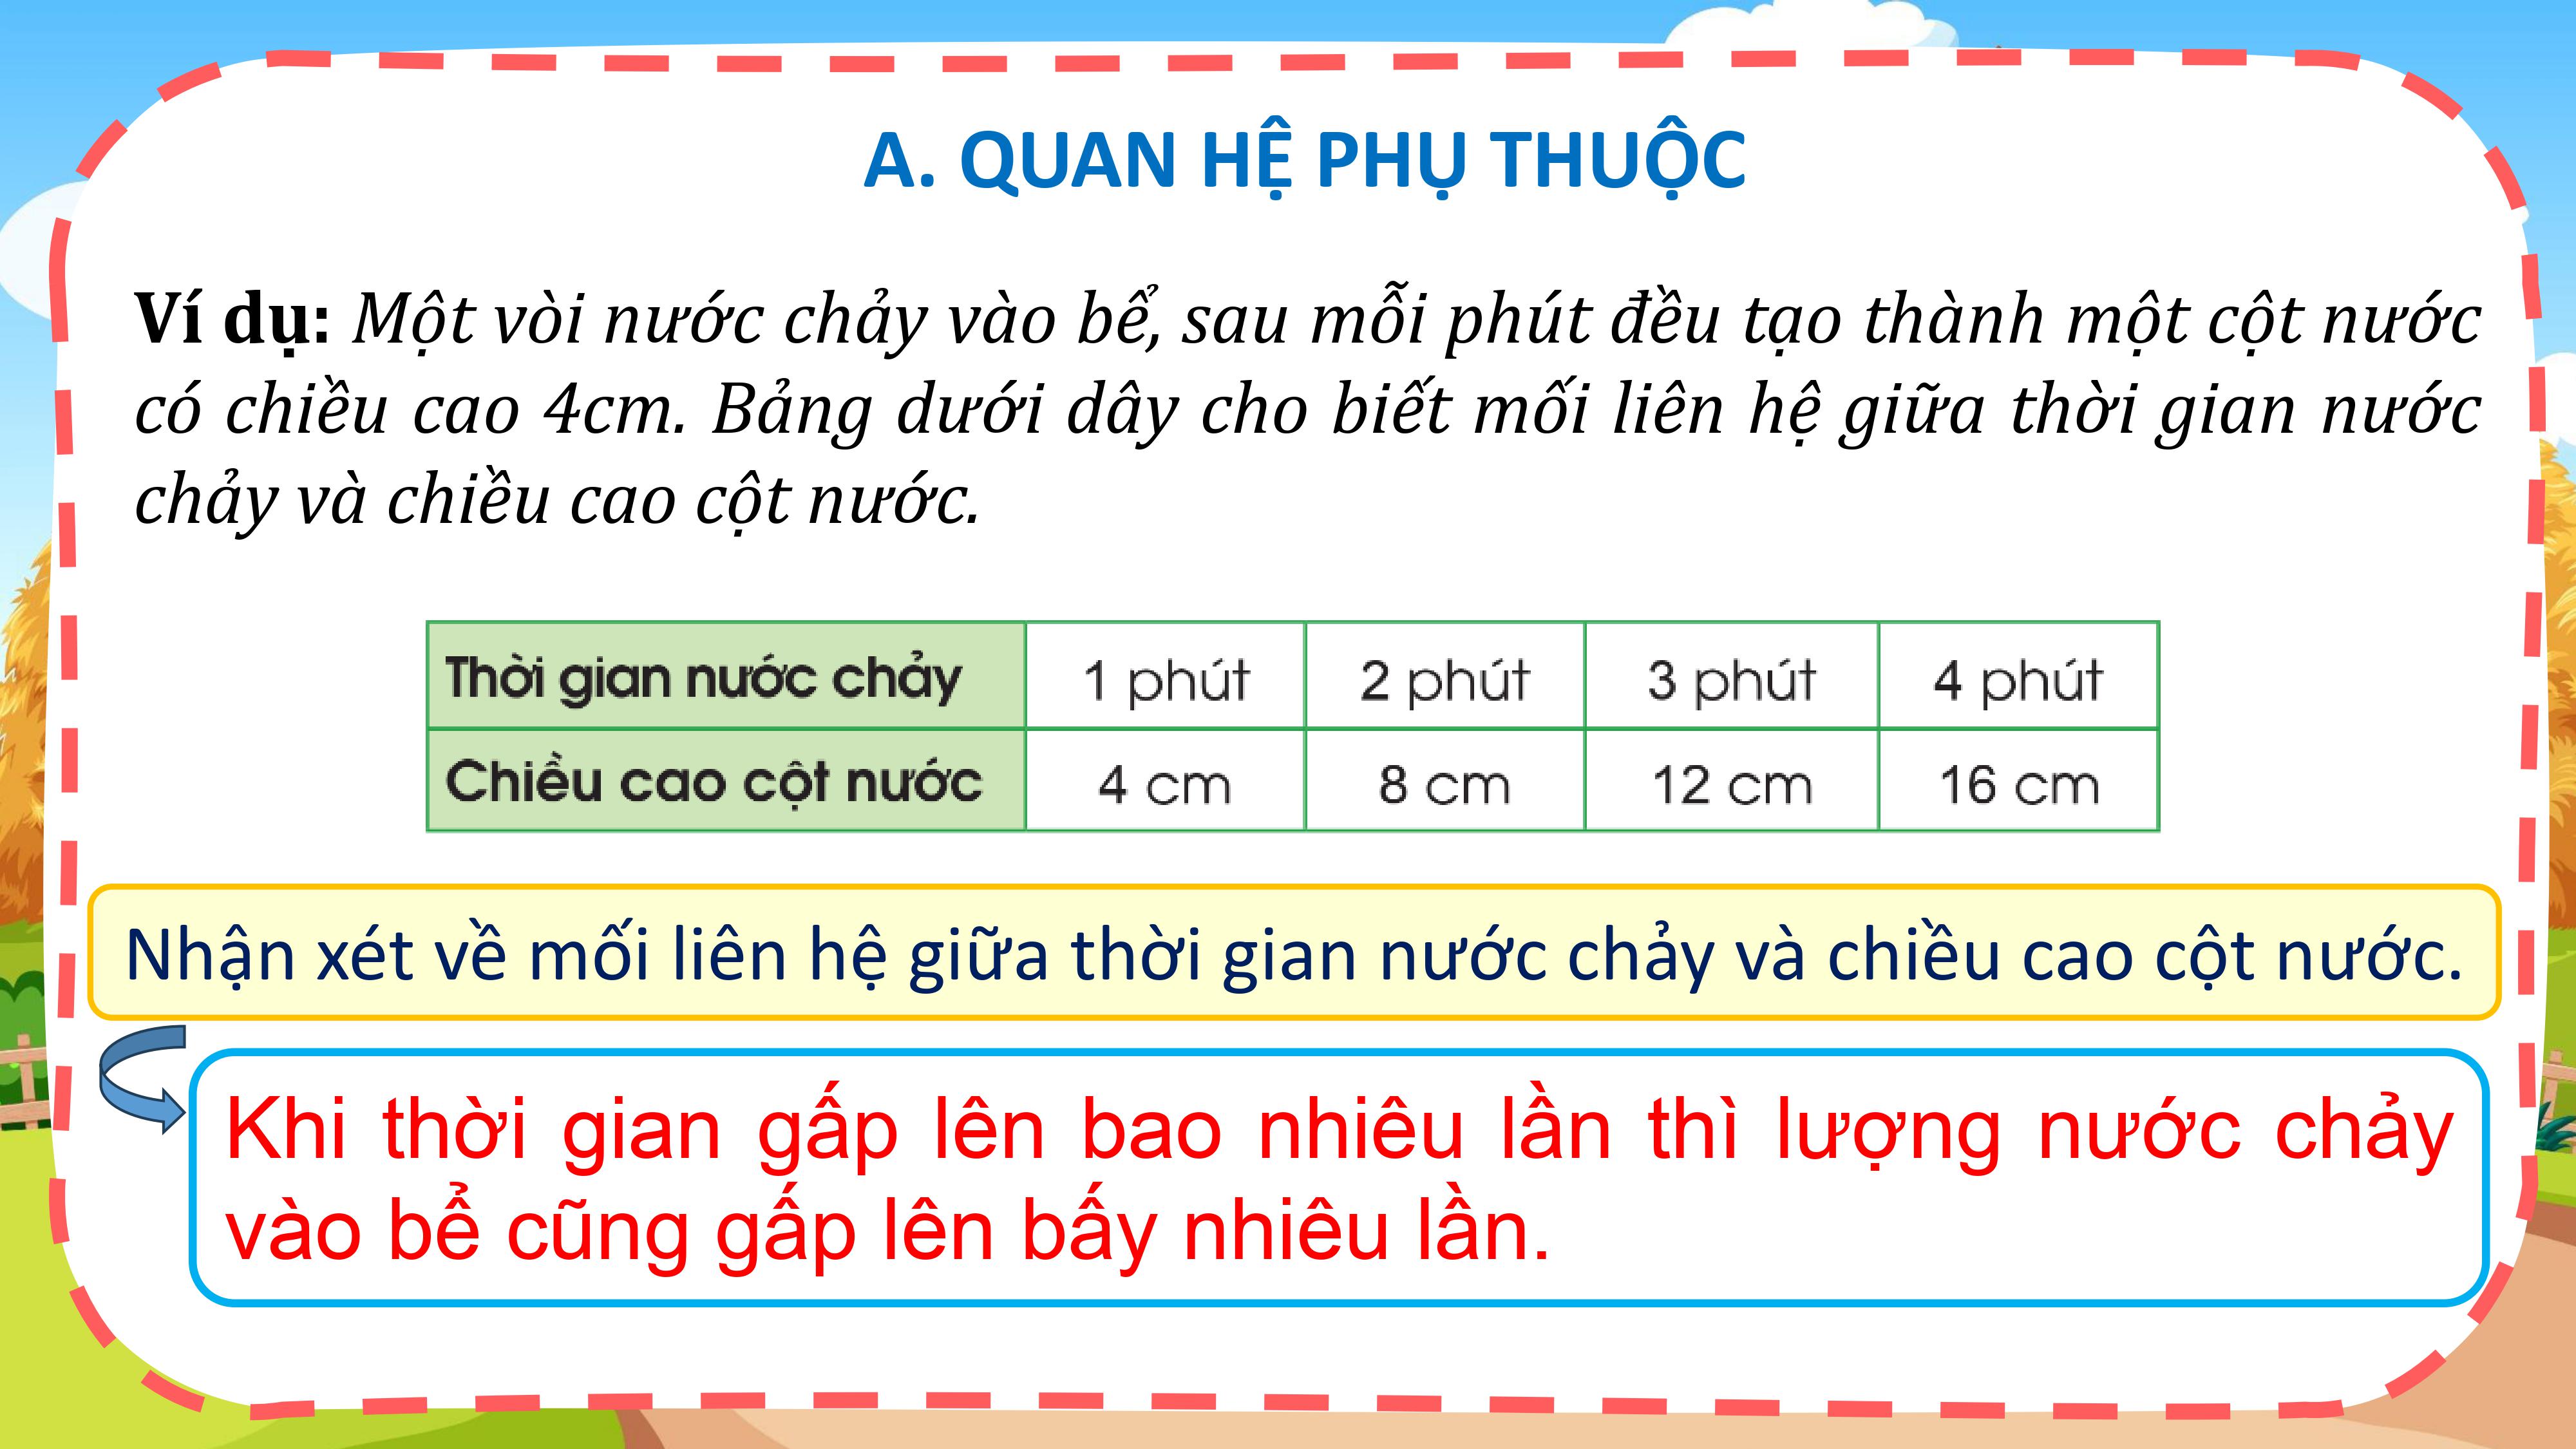 A. QUAN HỆ PHỤ THUỘC
Ví dụ: Một vòi nước chảy vào bể, sau mỗi phút đều tạo thành một cột nước
có chiều cao 4cm. Bảng dưới dây cho biết mối liên hệ giữa thời gian nước
chảy và chiều cao cột nước.
Thời gian nước chảy 1 phút 2 phút 3 phút 4 phút
Chiều cao cột nước 4 cm 8 cm 12 cm 16 cm
Nhận xét về mối liên hệ giữa thời gian nước chảy và chiều cao cột nước.
Khi thời gian gấp lên bao nhiêu lần thì lượng nước chảy
vào bể cũng gấp lên bấy nhiêu lần.